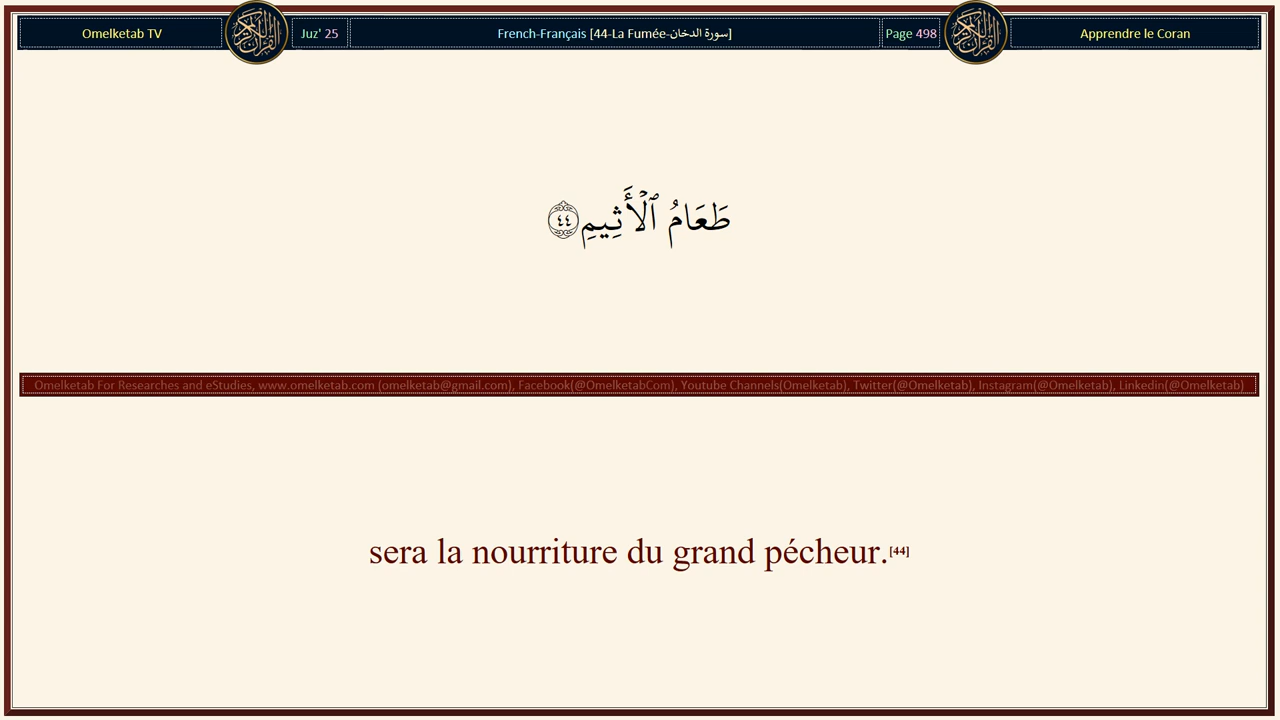 Omelketab TV
Juz' 25
French-Français [44-La Fumée-سورة الدخان]
Page 498
Apprendre le Coran
طَعَامُ ٱلۡأَثِيمِ ٤٤
Omelketab For Researches and eStudies, www.omelketab.com (omelketab@gmail.com), Facebook(@OmelketabCom), Youtube Channels(Omelketab), Twitter(@Omelketab), Instagram(@Omelketab), Linkedin(@Omelketab)
sera la nourriture du grand pécheur.[44]